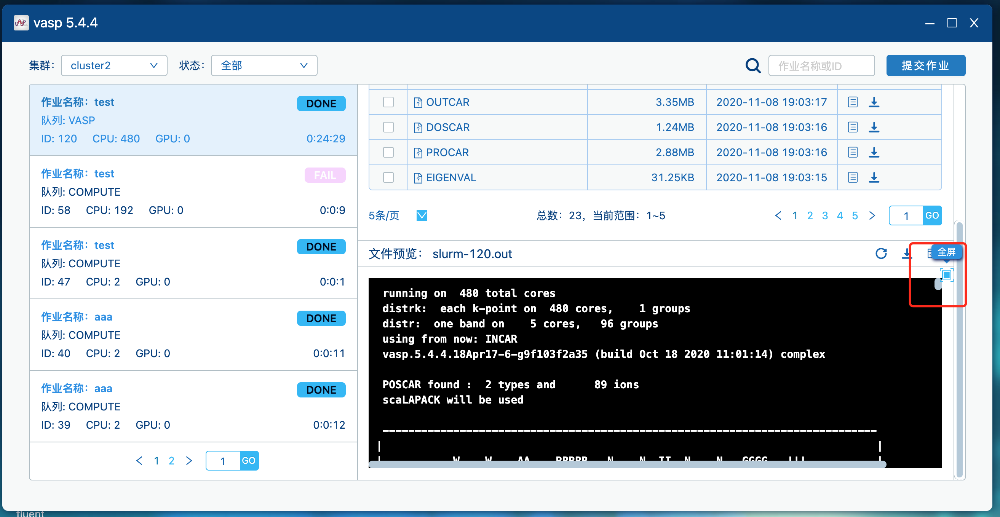 vasp 5.4.4
集群： cluster2 状态： 全部 作业名称或ID 提交作业
作业名称：test DONE
队列: VASP
ID: 120 CPU: 480 GPU: 0 0:24:29
作业名称：test FAIL
队列: COMPUTE
ID: 58 CPU: 192 GPU: 0 0:0:9
作业名称：test DONE
队列: COMPUTE
ID: 47 CPU: 2 GPU: 0 0:0:1
作业名称：aaa DONE
队列: COMPUTE
ID: 40 CPU: 2 GPU: 0 0:0:11
作业名称：aaa DONE
队列: COMPUTE
ID: 39 CPU: 2 GPU: 0 0:0:12
< 1 2 > 1 GO
OUTCAR 3.35MB 2020-11-08 19:03:17
DOSCAR 1.24MB 2020-11-08 19:03:16
PROCAR 2.88MB 2020-11-08 19:03:16
EIGENVAL 31.25KB 2020-11-08 19:03:15
5条/页 总数：23，当前范围：1~5 < 1 2 3 4 5 > 1 GO
文件预览： slurm-120.out 全屏
running on  480 total cores
distrk:  each k-point on  480 cores,    1 groups
distr:  one band on    5 cores,   96 groups
using from now: INCAR
vasp.5.4.4.18Apr17-6-g9f103f2a35 (build Oct 18 2020 11:01:14) complex
POSCAR found :  2 types and      89 ions
scaLAPACK will be used
fluent